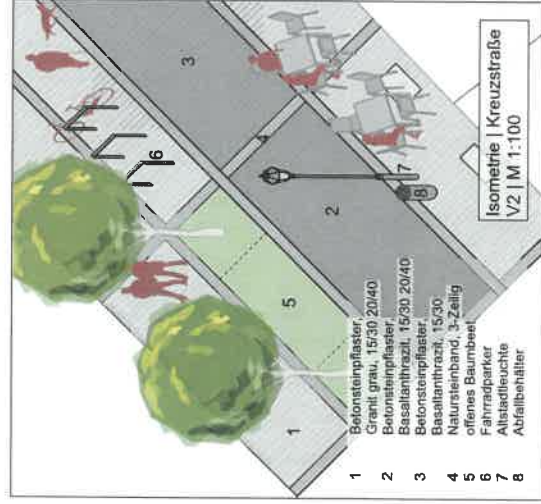 3
4
6
2
7
8
5
1
1 Betonsteinpflaster,
Granit grau, 15/30 20/40
2 Betonsteinpflaster,
Basaltanthrazit, 15/30 20/40
3 Betonsteinpflaster,
Basaltanthrazit, 15/30
4 Natursteinband, 3-Zeilig
5 offenes Baumbeet
6 Fahrradparker
7 Altstadtleuchte
8 Abfallbehälter
Isometrie | Kreuzstraße
V2 | M 1:100